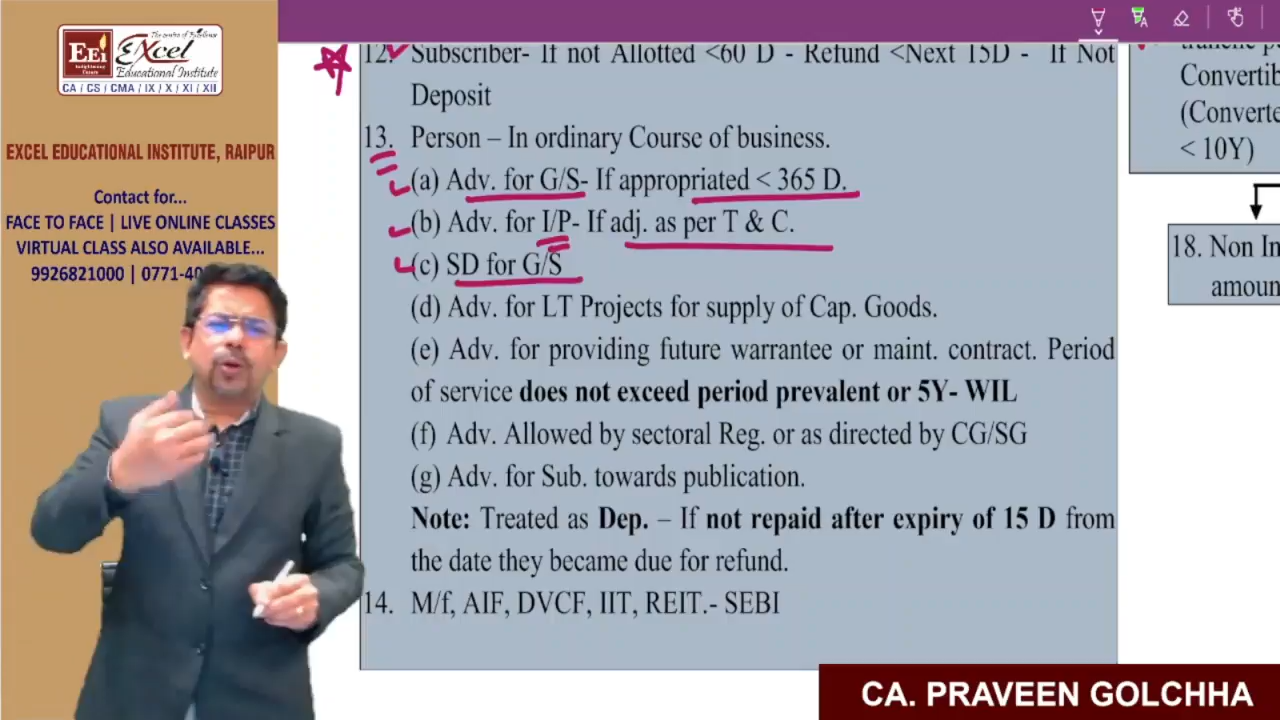 The centre of Excellence
EEi
Excel
Educational Institute
CA / CS / CMA / IX / X / XI / XII
EXCEL EDUCATIONAL INSTITUTE, RAIPUR
Contact for...
FACE TO FACE | LIVE ONLINE CLASSES
VIRTUAL CLASS ALSO AVAILABLE...
9926821000 | 0771-40
12. Subscriber- If not Allotted <60 D - Refund <Next 15D - If Not
Deposit
13. Person – In ordinary Course of business.
(a) Adv. for G/S- If appropriated < 365 D.
(b) Adv. for I/P- If adj. as per T & C.
(c) SD for G/S
(d) Adv. for LT Projects for supply of Cap. Goods.
(e) Adv. for providing future warrantee or maint. contract. Period
of service does not exceed period prevalent or 5Y- WIL
(f) Adv. Allowed by sectoral Reg. or as directed by CG/SG
(g) Adv. for Sub. towards publication.
Note: Treated as Dep. – If not repaid after expiry of 15 D from
the date they became due for refund.
14. M/f, AIF, DVCF, IIT, REIT.- SEBI
Convertib
(Converte
< 10Y)
18. Non In
amoun
CA. PRAVEEN GOLCHHA